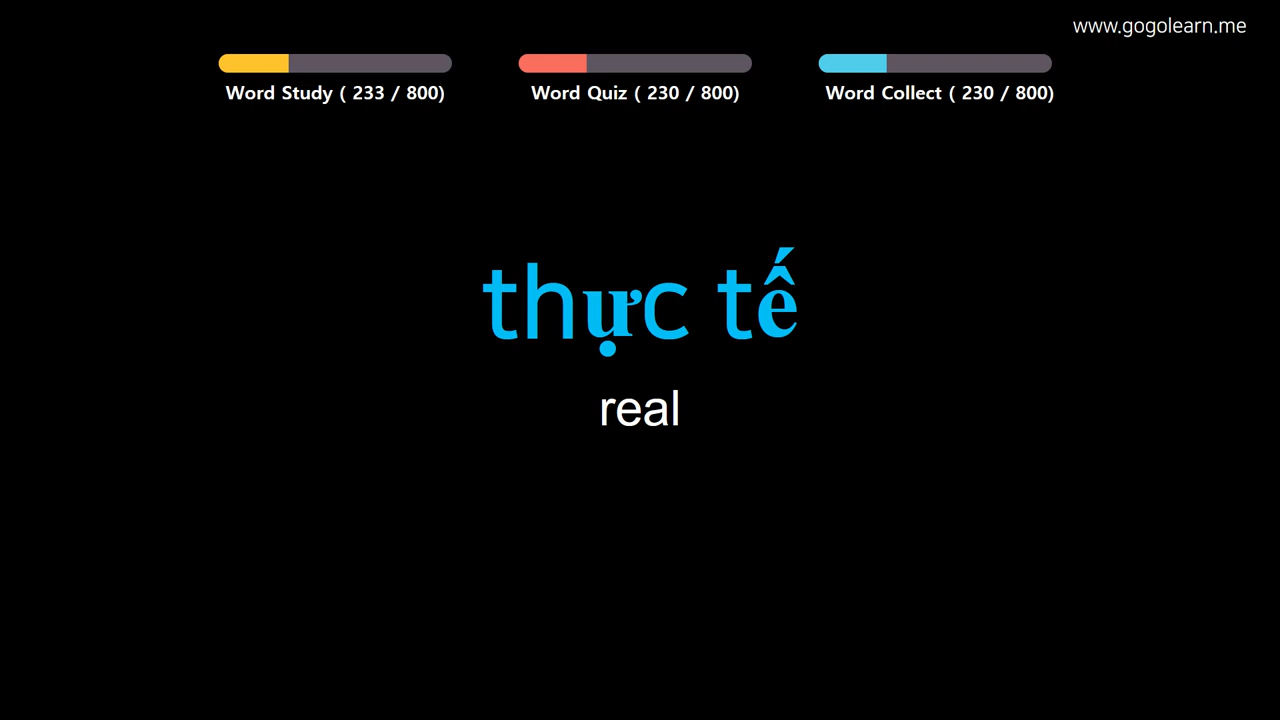 www.gogolearn.me
Word Study ( 233 / 800)
Word Quiz ( 230 / 800)
Word Collect ( 230 / 800)
thực tế
real